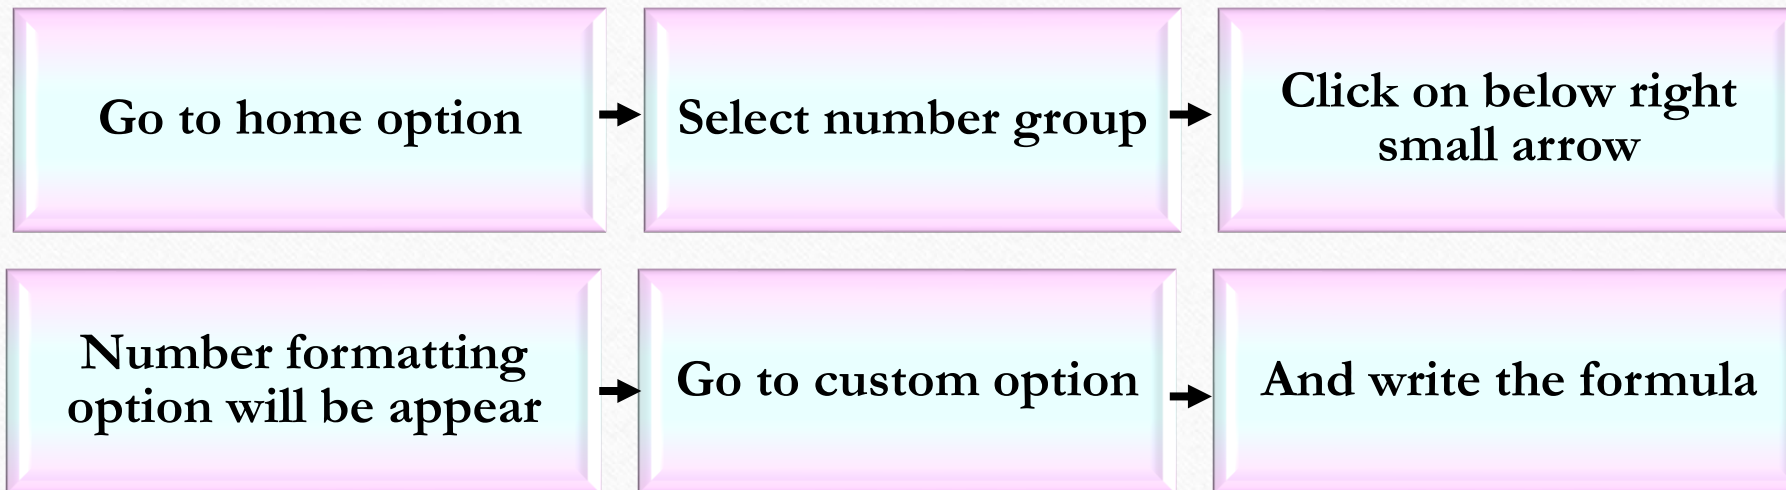 Go to home option
Select number group
Click on below right
small arrow
Number formatting
option will be appear
Go to custom option
And write the formula